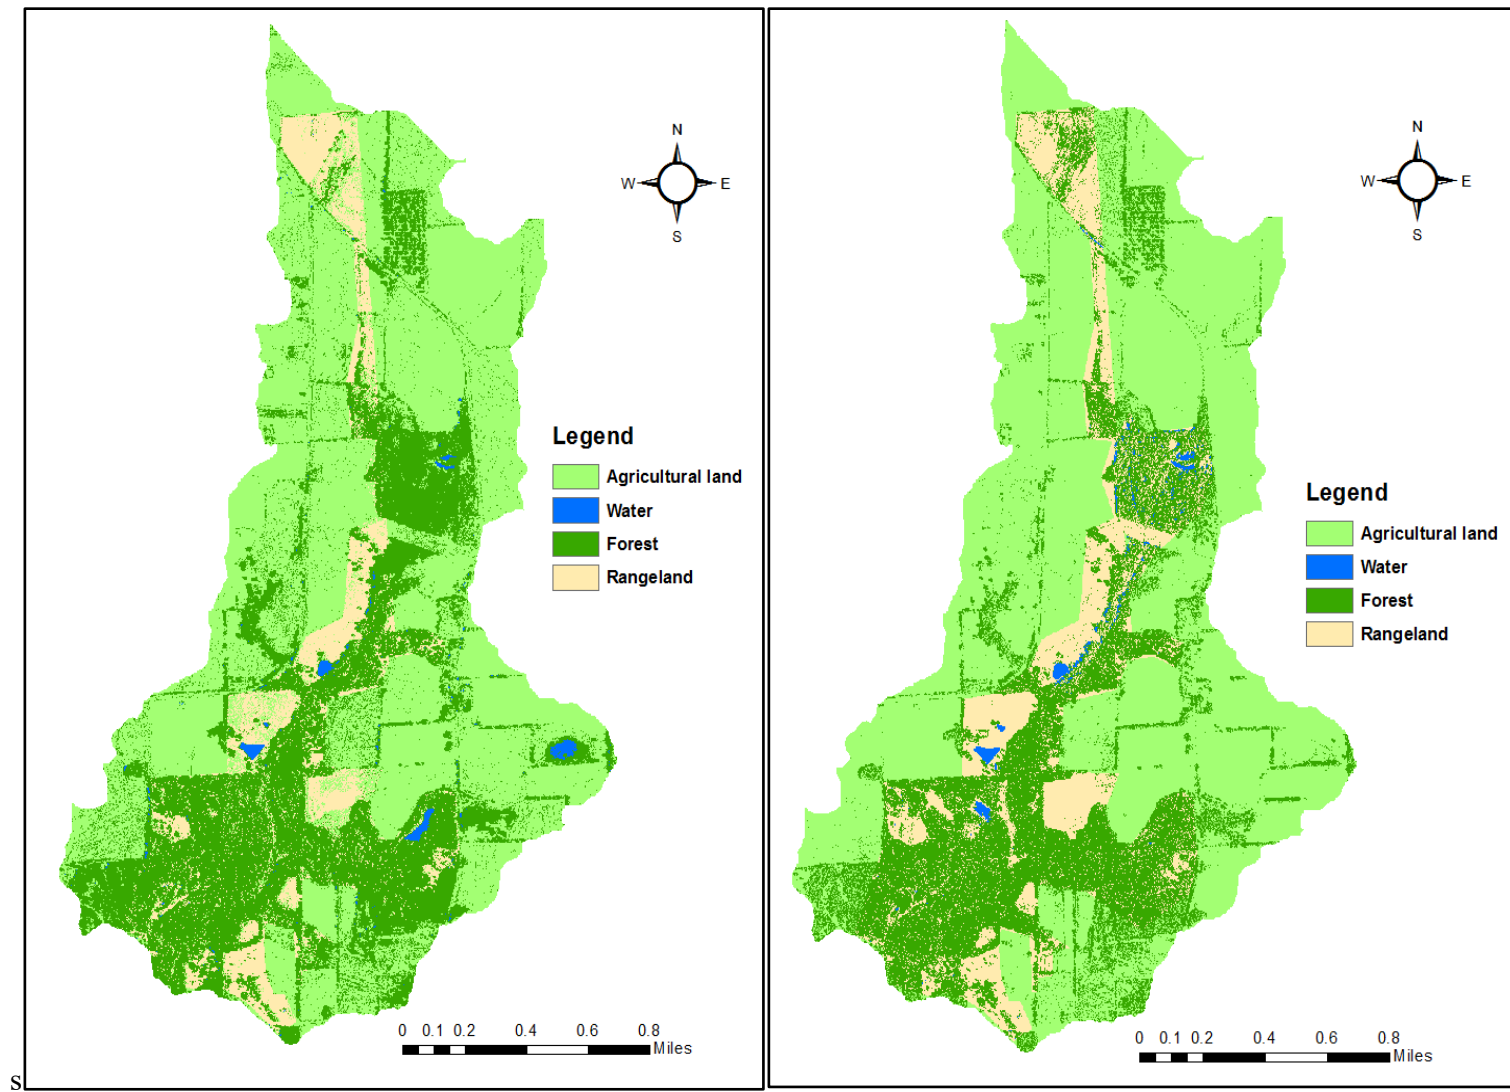 N
W E
S
Legend
Agricultural land
Water
Forest
Rangeland
0 0.1 0.2 0.4 0.6 0.8
Miles
N
W E
S
Legend
Agricultural land
Water
Forest
Rangeland
0 0.1 0.2 0.4 0.6 0.8
Miles
s